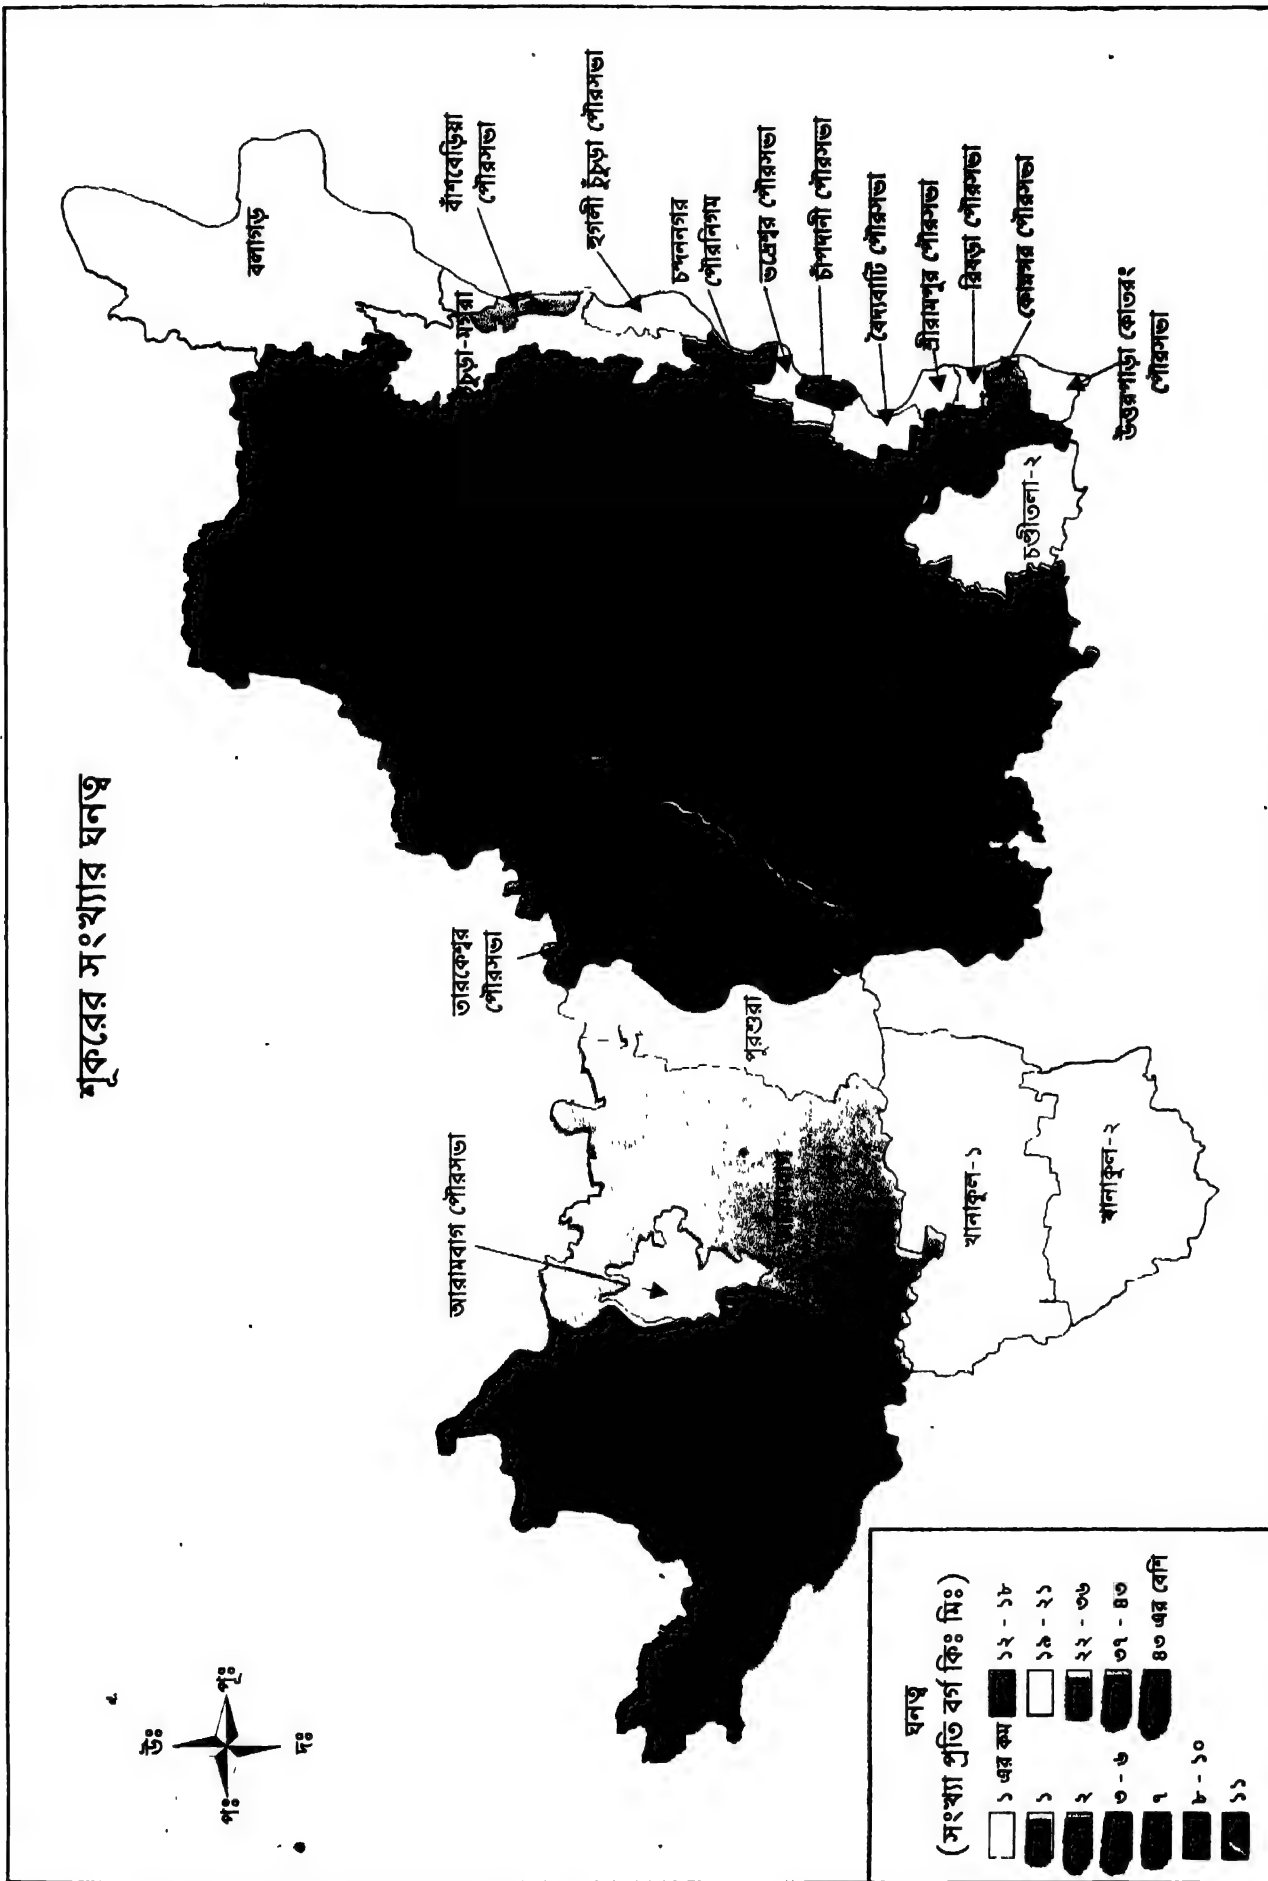 শূকরের সংখ্যার ঘনত্ব
উঃ
পঃ
পূঃ
দঃ
বলাগড়
বাঁশবেড়িয়া
পৌরসভা
হুগলী চুঁচুড়া পৌরসভা
চন্দননগর
পৌরনিগম
ভদ্রেশ্বর পৌরসভা
চাঁপদানী পৌরসভা
বৈদ্যবাটি পৌরসভা
শ্রীরামপুর পৌরসভা
রিষড়া পৌরসভা
কোন্নগর পৌরসভা
উত্তরপাড়া কোতরং
পৌরসভা
চণ্ডীতলা-২
তারকেশ্বর
পৌরসভা
পুরশুরা
আরামবাগ পৌরসভা
খানাকুল-১
খানাকুল-২
ঘনত্ব
(সংখ্যা প্রতি বর্গ কিঃ মিঃ)
১ এর কম
১
২
৩ - ৬
৭
৮ - ১০
১১
১২ - ১৮
১৯ - ২১
২২ - ৩৬
৩৭ - ৪৩
৪৩ এর বেশি